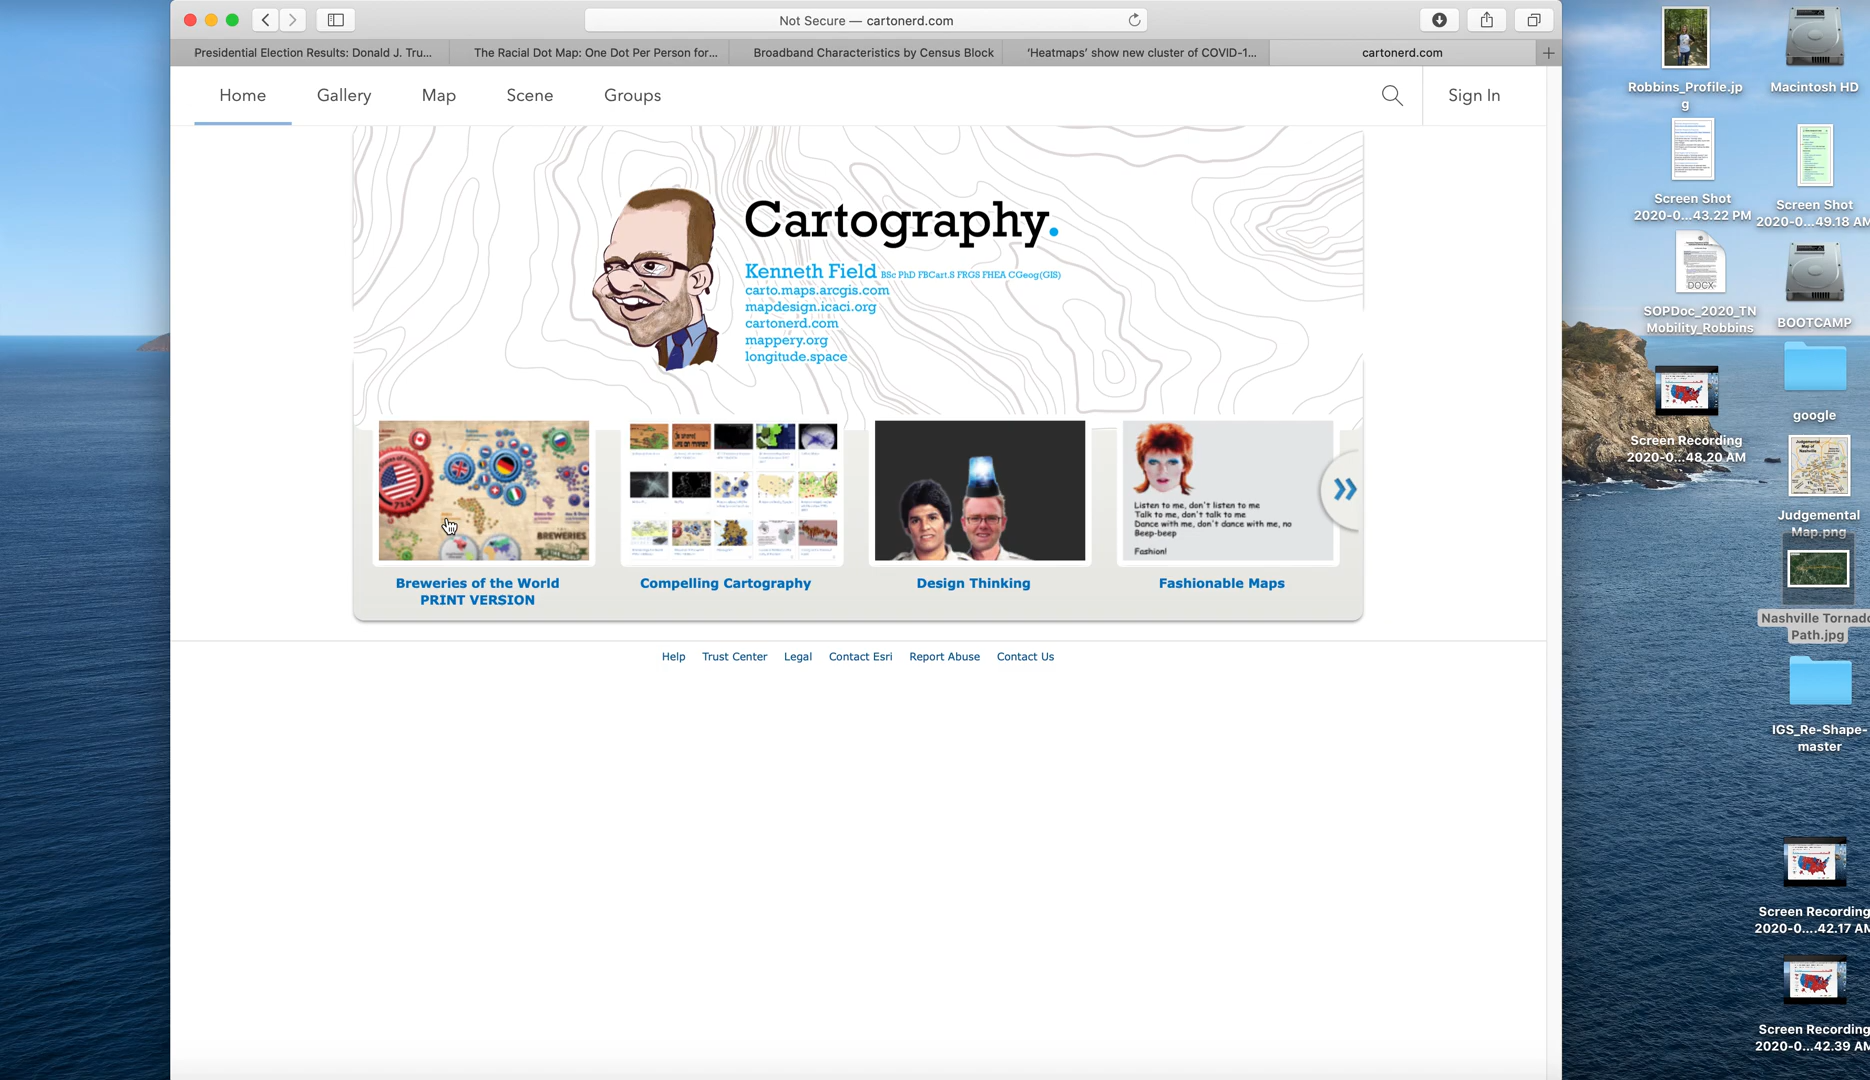 Not Secure — cartonerd.com
Presidential Election Results: Donald J. Tru...
The Racial Dot Map: One Dot Per Person for...
Broadband Characteristics by Census Block
‘Heatmaps’ show new cluster of COVID-1...
cartonerd.com
Home
Gallery
Map
Scene
Groups
Sign In
Cartography.
Kenneth Field BSc PhD FBCart.S FRGS FHEA CGeog(GIS)
carto.maps.arcgis.com
mapdesign.icaci.org
cartonerd.com
mappery.org
longitude.space
BREWERIES
Listen to me, don't listen to me
Talk to me, don't talk to me
Dance with me, don't dance with me, no
Beep-beep
Fashion!
Breweries of the World
PRINT VERSION
Compelling Cartography
Design Thinking
Fashionable Maps
Help
Trust Center
Legal
Contact Esri
Report Abuse
Contact Us
Robbins_Profile.jp
g
Macintosh HD
Screen Shot
2020-0...43.22 PM
Screen Shot
2020-0...49.18 AM
DOCX
SOPDoc_2020_TN
Mobility_Robbins
BOOTCAMP
google
Screen Recording
2020-0...48.20 AM
Judgemental
Map.png
Nashville Tornado
Path.jpg
IGS_Re-Shape-
master
Screen Recording
2020-0....42.17 AM
Screen Recording
2020-0...42.39 AM